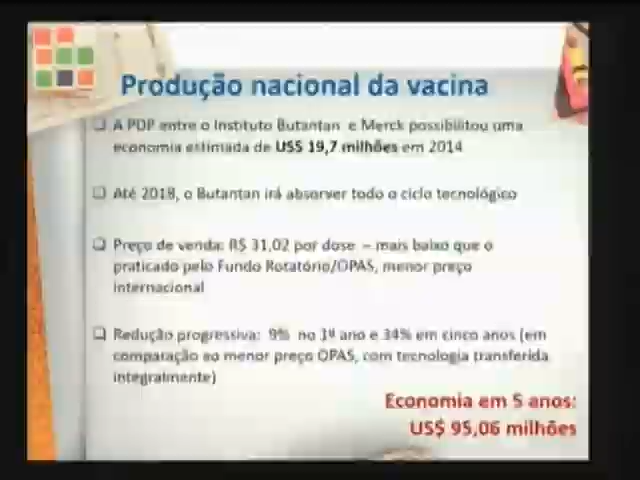 Produção nacional da vacina
A PDP entre o Instituto Butantan e Merck possibilitou uma
economia estimada de US$ 19,7 milhões em 2014
Até 2018, o Butantan irá absorver todo o ciclo tecnológico
Preço de venda: R$ 31,02 por dose – mais baixo que o
praticado pelo Fundo Rotatório/OPAS, menor preço
internacional
Redução progressiva: 9% no 1º ano e 34% em cinco anos (em
comparação ao menor preço OPAS, com tecnologia transferida
integralmente)
Economia em 5 anos:
US$ 95,06 milhões